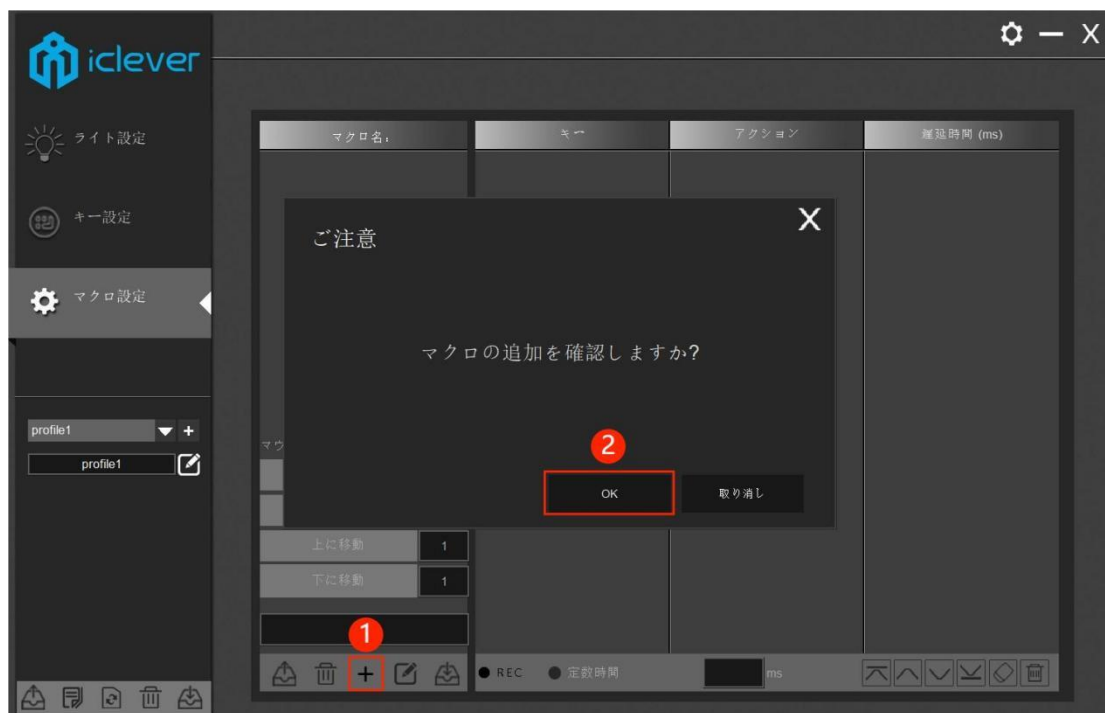 iclever
X
ライト設定
キー設定
マクロ設定
profile1
+
profile1
マクロ名:
キー
アクション
遅延時間 (ms)
ご注意
X
マクロの追加を確認しますか?
2
OK
取り消し
マウ
上に移動 1
下に移動 1
1
+
REC
定数時間
ms